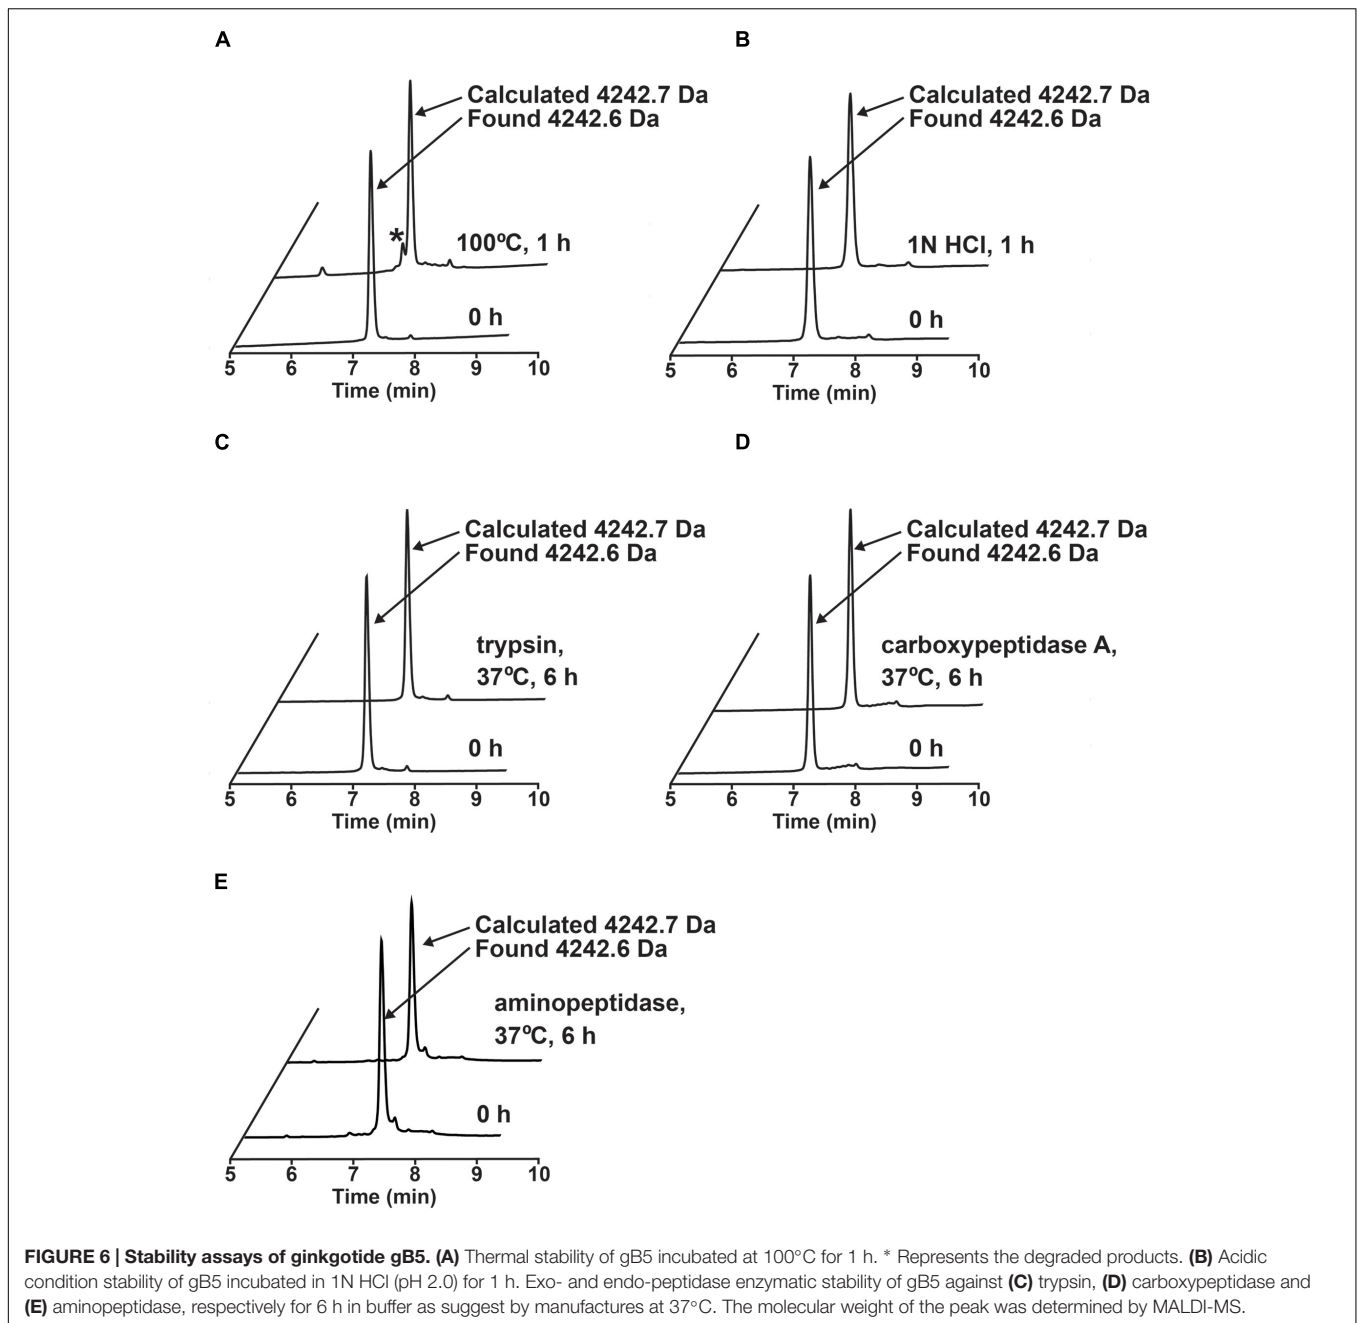 A
Calculated 4242.7 Da
Found 4242.6 Da
*
100ºC, 1 h
0 h
5 6 7 8 9 10
Time (min)
B
Calculated 4242.7 Da
Found 4242.6 Da
1N HCl, 1 h
0 h
5 6 7 8 9 10
Time (min)
C
Calculated 4242.7 Da
Found 4242.6 Da
trypsin,
37ºC, 6 h
0 h
5 6 7 8 9 10
Time (min)
D
Calculated 4242.7 Da
Found 4242.6 Da
carboxypeptidase A,
37ºC, 6 h
0 h
5 6 7 8 9 10
Time (min)
E
Calculated 4242.7 Da
Found 4242.6 Da
aminopeptidase,
37ºC, 6 h
0 h
5 6 7 8 9 10
Time (min)
FIGURE 6 | Stability assays of ginkgotide gB5. (A) Thermal stability of gB5 incubated at 100°C for 1 h. * Represents the degraded products. (B) Acidic
condition stability of gB5 incubated in 1N HCl (pH 2.0) for 1 h. Exo- and endo-peptidase enzymatic stability of gB5 against (C) trypsin, (D) carboxypeptidase and
(E) aminopeptidase, respectively for 6 h in buffer as suggest by manufactures at 37°C. The molecular weight of the peak was determined by MALDI-MS.